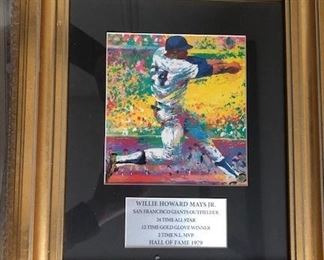 WILLIE HOWARD MAYS JR.
SAN FRANCISCO GIANTS OUTFIELDER
24 TIME ALL STAR
12 TIME GOLD GLOVE WINNER
2 TIME N.L. MVP
HALL OF FAME 1979